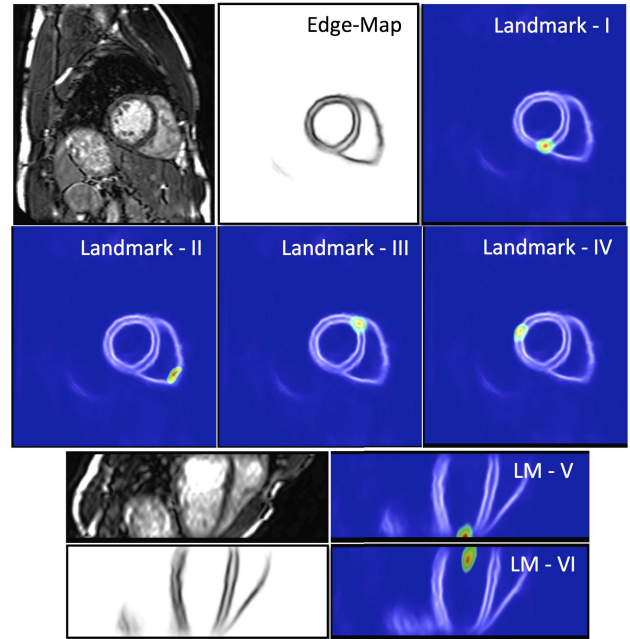 Edge-Map
Landmark - I
Landmark - II
Landmark - III
Landmark - IV
LM - V
LM - VI